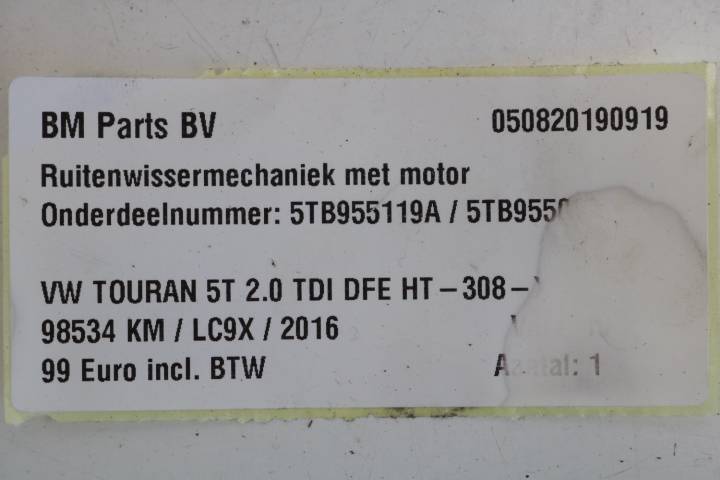 BM Parts BV 050820190919
Ruitenwissermechaniek met motor
Onderdeelnummer: 5TB955119A /
VW TOURAN 5T 2.0 TDI DFE HT-308-
98534 KM / LC9X / 2016
99 Euro incl. BTW Aantal: 1